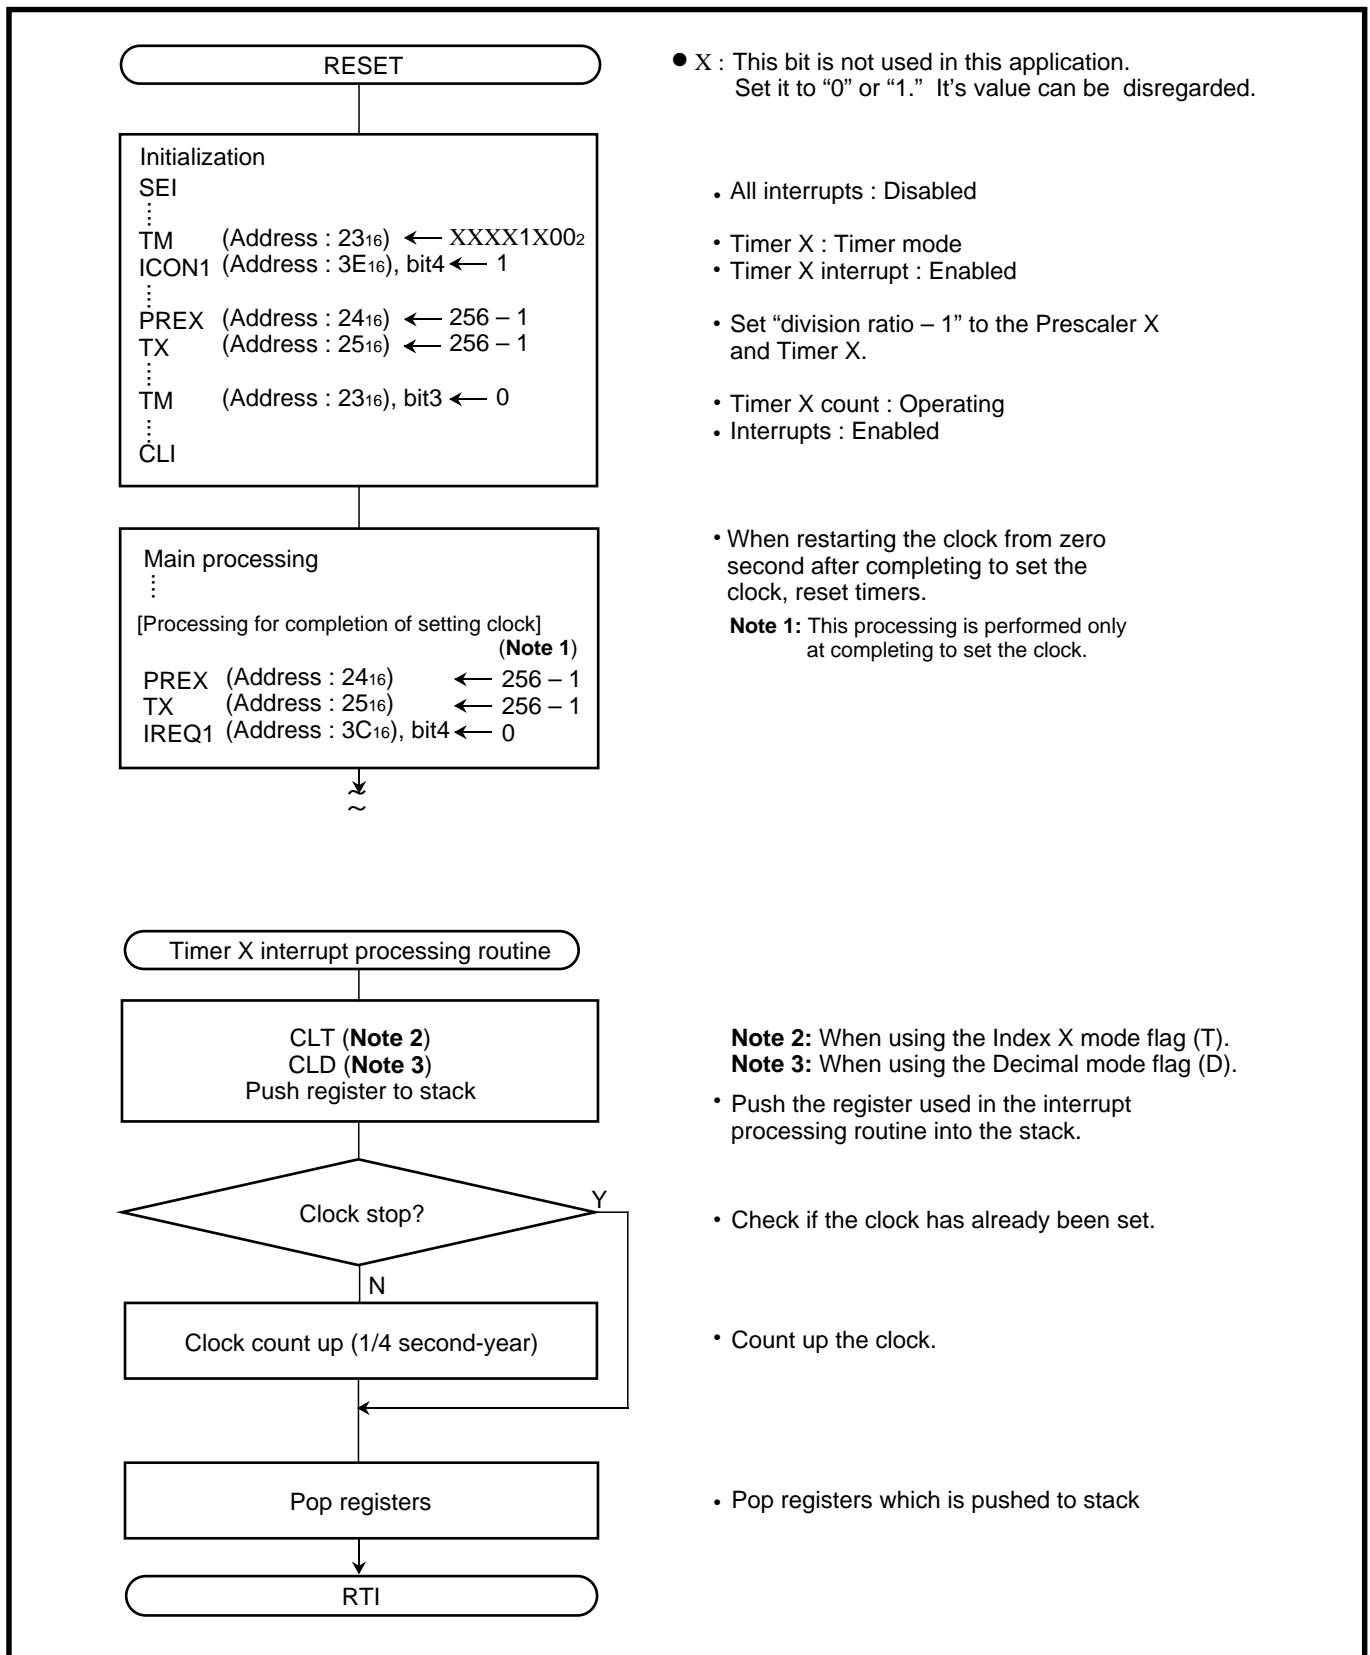 RESET
● X : This bit is not used in this application.
Set it to “0” or “1.” It’s value can be disregarded.
Initialization
SEI
• All interrupts : Disabled
TM (Address : 2316) ← XXXX1X002
• Timer X : Timer mode
ICON1 (Address : 3E16), bit4 ← 1
• Timer X interrupt : Enabled
PREX (Address : 2416) ← 256 – 1
• Set “division ratio – 1” to the Prescaler X
TX (Address : 2516) ← 256 – 1
and Timer X.
TM (Address : 2316), bit3 ← 0
• Timer X count : Operating
• Interrupts : Enabled
CLI
Main processing
• When restarting the clock from zero
second after completing to set the
clock, reset timers.
[Processing for completion of setting clock]
(Note 1)
Note 1: This processing is performed only
at completing to set the clock.
PREX (Address : 2416) ← 256 – 1
TX (Address : 2516) ← 256 – 1
IREQ1 (Address : 3C16), bit4 ← 0
Timer X interrupt processing routine
CLT (Note 2)
CLD (Note 3)
Push register to stack
Note 2: When using the Index X mode flag (T).
Note 3: When using the Decimal mode flag (D).
• Push the register used in the interrupt
processing routine into the stack.
Clock stop?
Y
• Check if the clock has already been set.
N
Clock count up (1/4 second-year)
• Count up the clock.
Pop registers
• Pop registers which is pushed to stack
RTI